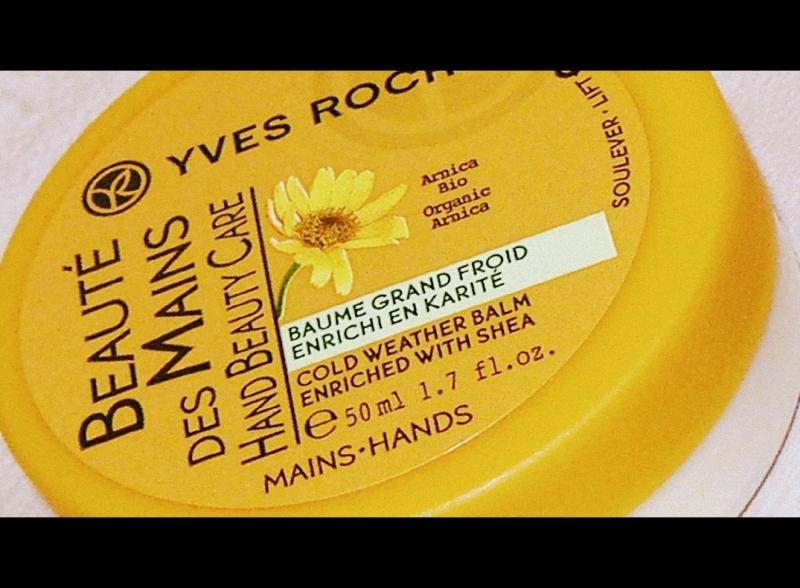 YVES ROCH
BEAUTÉ
DES MAINS
HAND BEAUTY CARE
Arnica
Bio
Organic
Arnica
BAUME GRAND FROID
ENRICHI EN KARITÉ
COLD WEATHER BALM
ENRICHED WITH SHEA
℮ 50 ml 1.7 fl.oz.
MAINS·HANDS
SOULEVER · LIFT